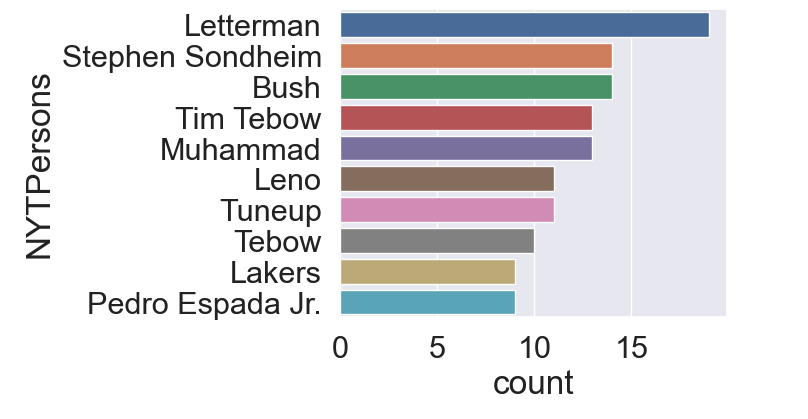 Letterman
Stephen Sondheim
Bush
Tim Tebow
Muhammad
Leno
Tuneup
Tebow
Lakers
Pedro Espada Jr.
NYTPersons
0 5 10 15
count